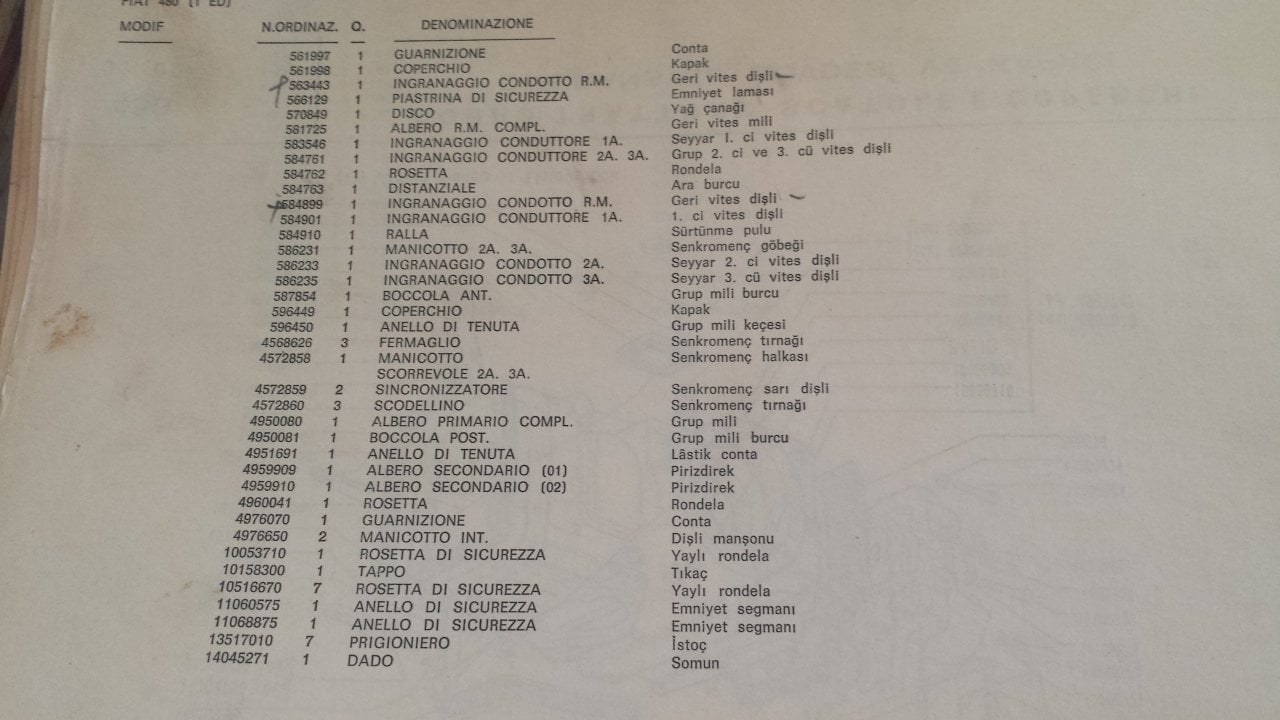 FIAT 480 (1 ED)
MODIF N.ORDINAZ. Q. DENOMINAZIONE
561997 1 GUARNIZIONE Conta
561998 1 COPERCHIO Kapak
563443 1 INGRANAGGIO CONDOTTO R.M. Geri vites dişli
566129 1 PIASTRINA DI SICUREZZA Emniyet laması
570849 1 DISCO Yağ çanağı
581725 1 ALBERO R.M. COMPL. Geri vites mili
583546 1 INGRANAGGIO CONDUTTORE 1A. Seyyar I. ci vites dişli
584761 1 INGRANAGGIO CONDUTTORE 2A. 3A. Grup 2. ci ve 3. cü vites dişli
584762 1 ROSETTA Rondela
584763 1 DISTANZIALE Ara burcu
584899 1 INGRANAGGIO CONDOTTO R.M. Geri vites dişli
584901 1 INGRANAGGIO CONDUTTORE 1A. 1. ci vites dişli
584910 1 RALLA Sürtünme pulu
586231 1 MANICOTTO 2A. 3A. Senkromenç göbeği
586233 1 INGRANAGGIO CONDOTTO 2A. Seyyar 2. ci vites dişli
586235 1 INGRANAGGIO CONDOTTO 3A. Seyyar 3. cü vites dişli
587854 1 BOCCOLA ANT. Grup mili burcu
596449 1 COPERCHIO Kapak
596450 1 ANELLO DI TENUTA Grup mili keçesi
4568626 3 FERMAGLIO Senkromenç tırnağı
4572858 1 MANICOTTO Senkromenç halkası
SCORREVOLE 2A. 3A.
4572859 2 SINCRONIZZATORE Senkromenç sarı dişli
4572860 3 SCODELLINO Senkromenç tırnağı
4950080 1 ALBERO PRIMARIO COMPL. Grup mili
4950081 1 BOCCOLA POST. Grup mili burcu
4951691 1 ANELLO DI TENUTA Lâstik conta
4959909 1 ALBERO SECONDARIO (01) Pirizdirek
4959910 1 ALBERO SECONDARIO (02) Pirizdirek
4960041 1 ROSETTA Rondela
4976070 1 GUARNIZIONE Conta
4976650 2 MANICOTTO INT. Dişli manşonu
10053710 1 ROSETTA DI SICUREZZA Yaylı rondela
10158300 1 TAPPO Tıkaç
10516670 7 ROSETTA DI SICUREZZA Yaylı rondela
11060575 1 ANELLO DI SICUREZZA Emniyet segmanı
11068875 1 ANELLO DI SICUREZZA Emniyet segmanı
13517010 7 PRIGIONIERO İstoç
14045271 1 DADO Somun